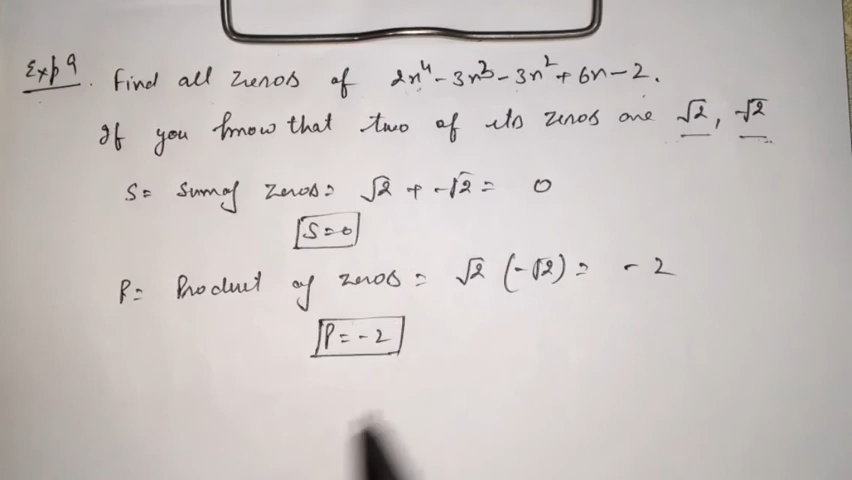 Exp 9. Find all zeros of 2x⁴-3x³-3x²+6x-2.
If you know that two of its zeros are √2, -√2
S= Sum of zeros = √2 + -√2 = 0
S=0
P= Product of zeros = √2 (-√2) = -2
P=-2